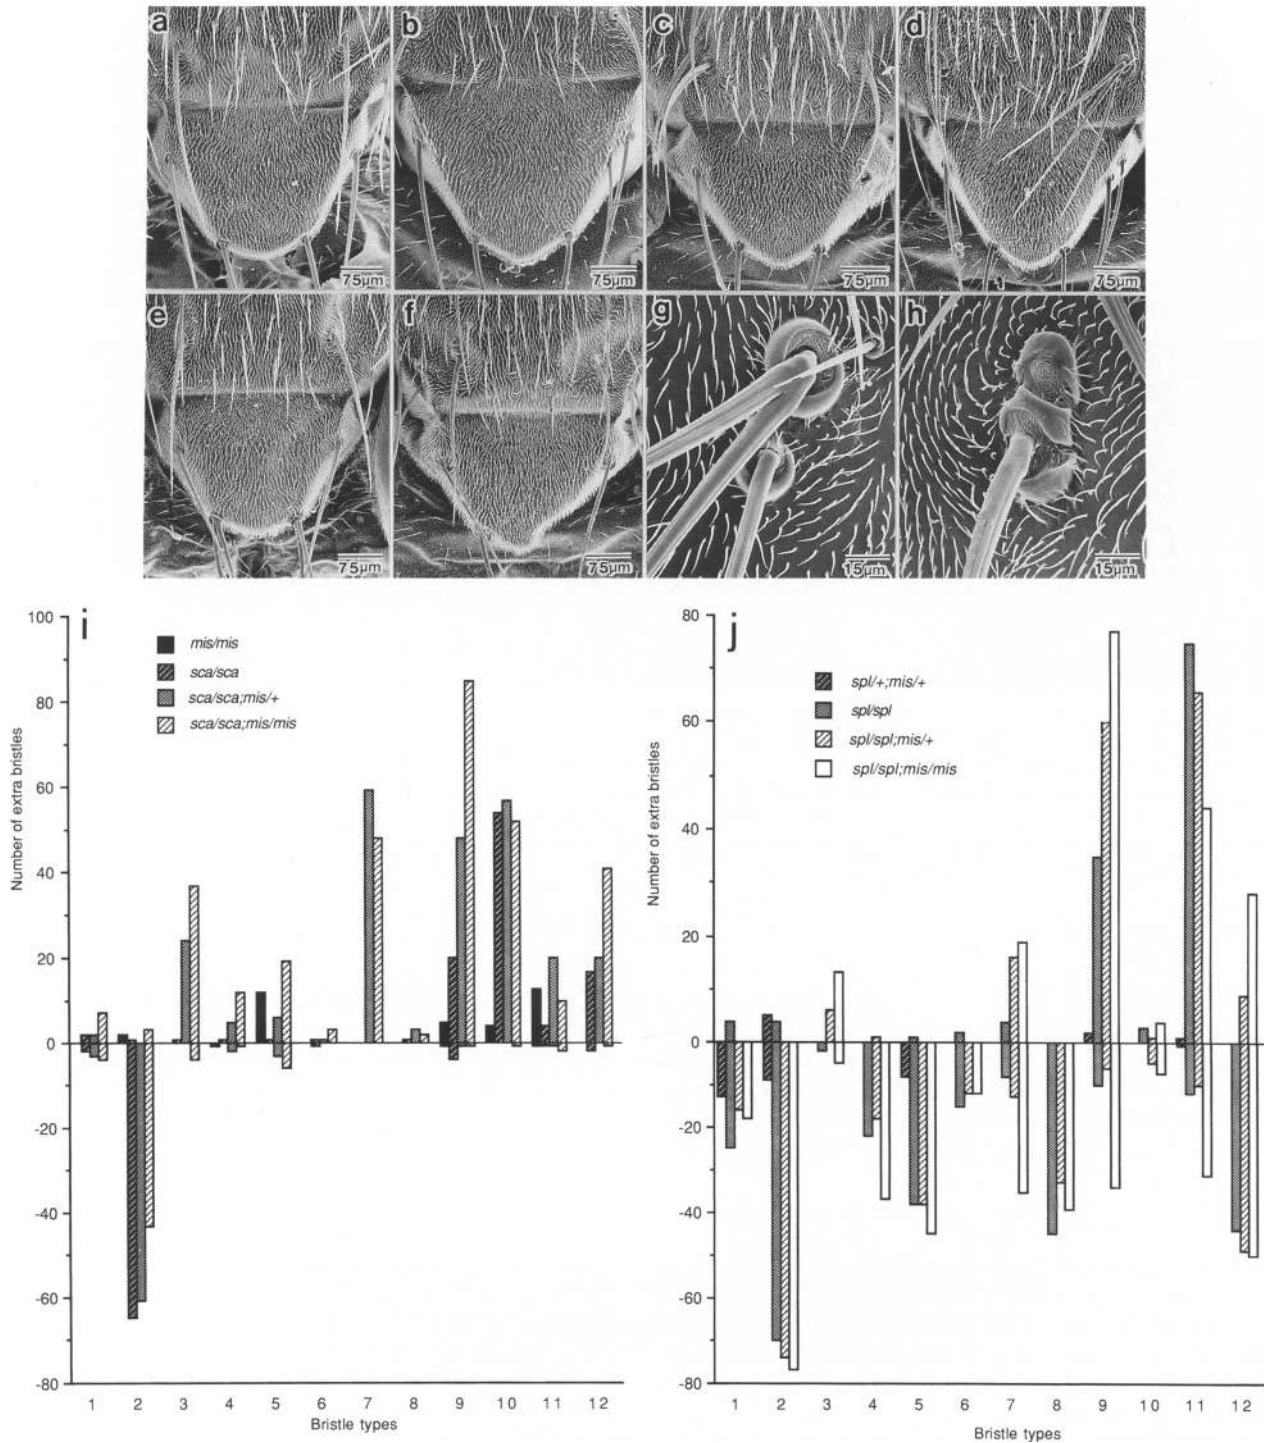 a
b
c
d
75µm
75µm
75µm
75µm
e
f
g
h
75µm
75µm
15µm
15µm
i
100
80
60
40
20
0
-20
-40
-60
-80
Number of extra bristles
mis/mis
sca/sca
sca/sca;mis/+
sca/sca;mis/mis
1 2 3 4 5 6 7 8 9 10 11 12
Bristle types
j
80
60
40
20
0
-20
-40
-60
-80
Number of extra bristles
spl/+;mis/+
spl/spl
spl/spl;mis/+
spl/spl;mis/mis
1 2 3 4 5 6 7 8 9 10 11 12
Bristle types